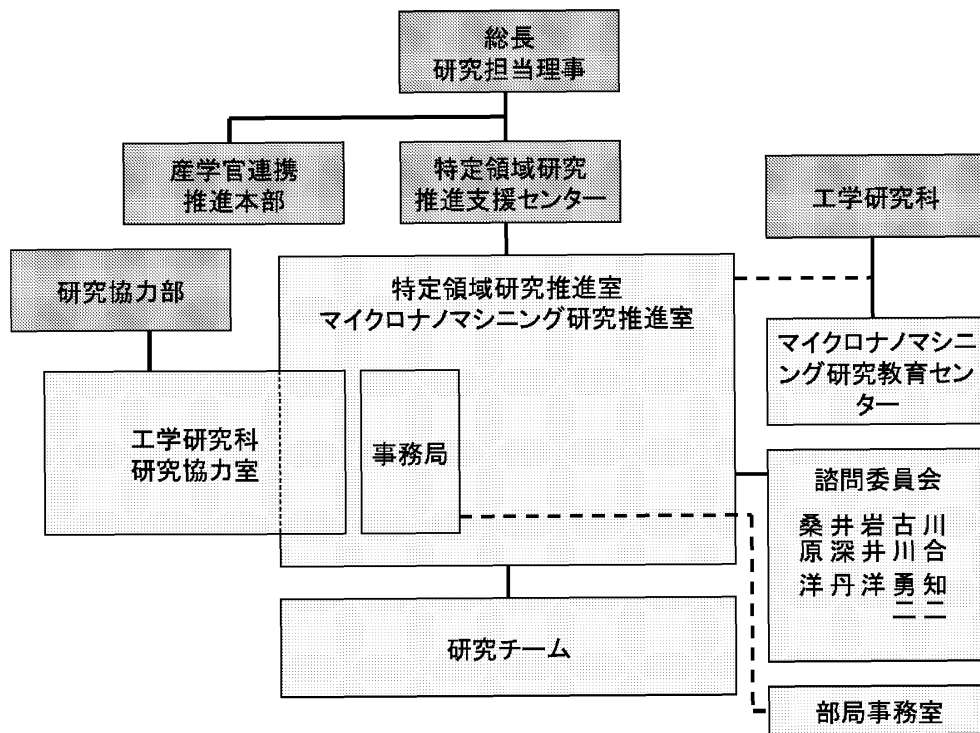 総長
研究担当理事
産学官連携
推進本部
特定領域研究
推進支援センター
工学研究科
研究協力部
特定領域研究推進室
マイクロナノマシニング研究推進室
マイクロナノマシニ
ング研究教育セン
ター
工学研究科
研究協力室
事務局
諮問委員会
桑井岩古川
原深井川合
洋丹洋勇知
二二
研究チーム
部局事務室